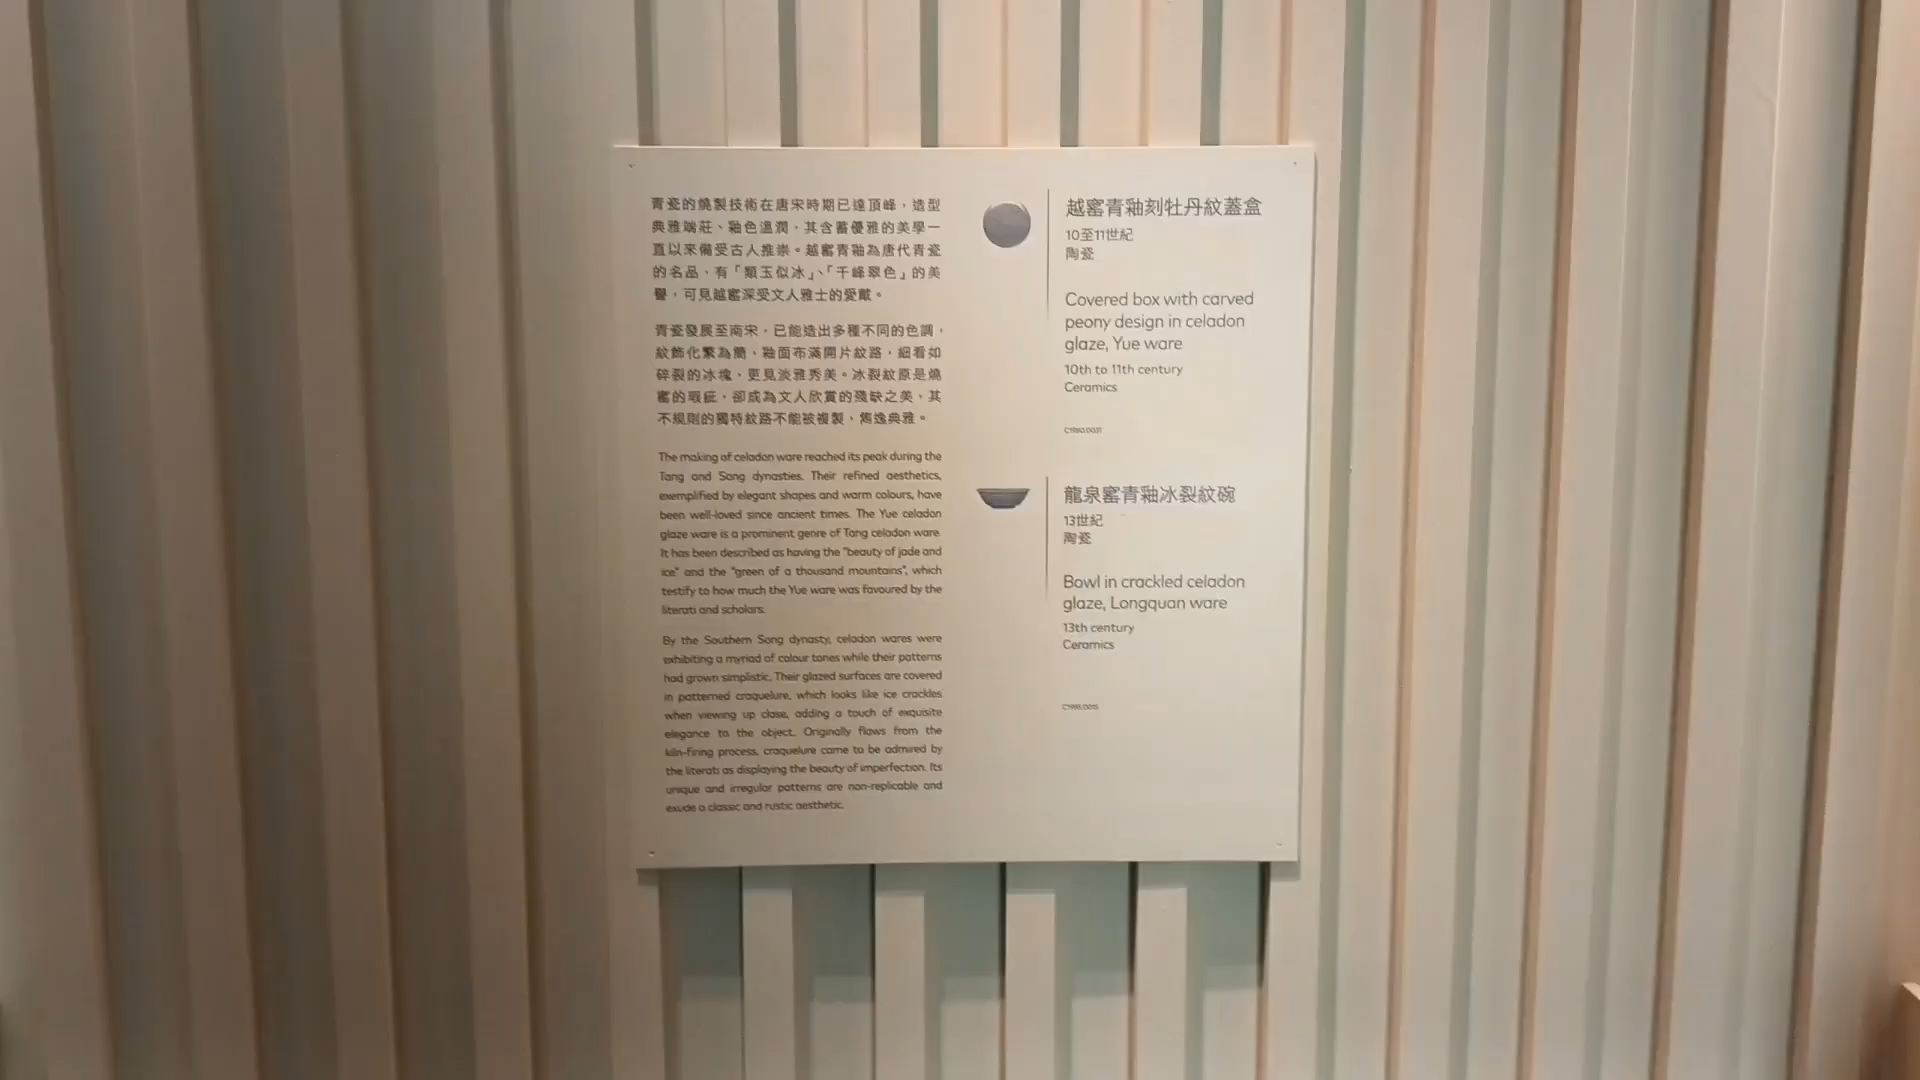 青瓷的燒製技術在唐宋時期已達頂峰，造型
典雅端莊、釉色溫潤，其含蓄優雅的美學一
直以來備受古人推崇。越窰青釉為唐代青瓷
的名品，有「類玉似冰」、「千峰翠色」的美
譽，可見越窰深受文人雅士的愛戴。
青瓷發展至南宋，已能造出多種不同的色調，
紋飾化繁為簡、釉面布滿開片紋路，細看如
碎裂的冰塊，更見淡雅秀美。冰裂紋原是燒
窰的瑕疵，卻成為文人欣賞的殘缺之美，其
不規則的獨特紋路不能被複製，雋逸典雅。
The making of celadon ware reached its peak during the
Tang and Song dynasties. Their refined aesthetics,
exemplified by elegant shapes and warm colours, have
been well-loved since ancient times. The Yue celadon
glaze ware is a prominent genre of Tang celadon ware.
It has been described as having the "beauty of jade and
ice" and the "green of a thousand mountains", which
testify to how much the Yue ware was favoured by the
literati and scholars.
By the Southern Song dynasty, celadon wares were
exhibiting a myriad of colour tones while their patterns
had grown simplistic. Their glazed surfaces are covered
in patterned craquelure, which looks like ice crackles
when viewing up close, adding a touch of exquisite
elegance to the object. Originally flaws from the
kiln-firing process, craquelure came to be admired by
the literati as displaying the beauty of imperfection. Its
unique and irregular patterns are non-replicable and
exude a classic and rustic aesthetic.
越窰青釉刻牡丹紋蓋盒
10至11世紀
陶瓷
Covered box with carved
peony design in celadon
glaze, Yue ware
10th to 11th century
Ceramics
龍泉窰青釉冰裂紋碗
13世紀
陶瓷
Bowl in crackled celadon
glaze, Longquan ware
13th century
Ceramics